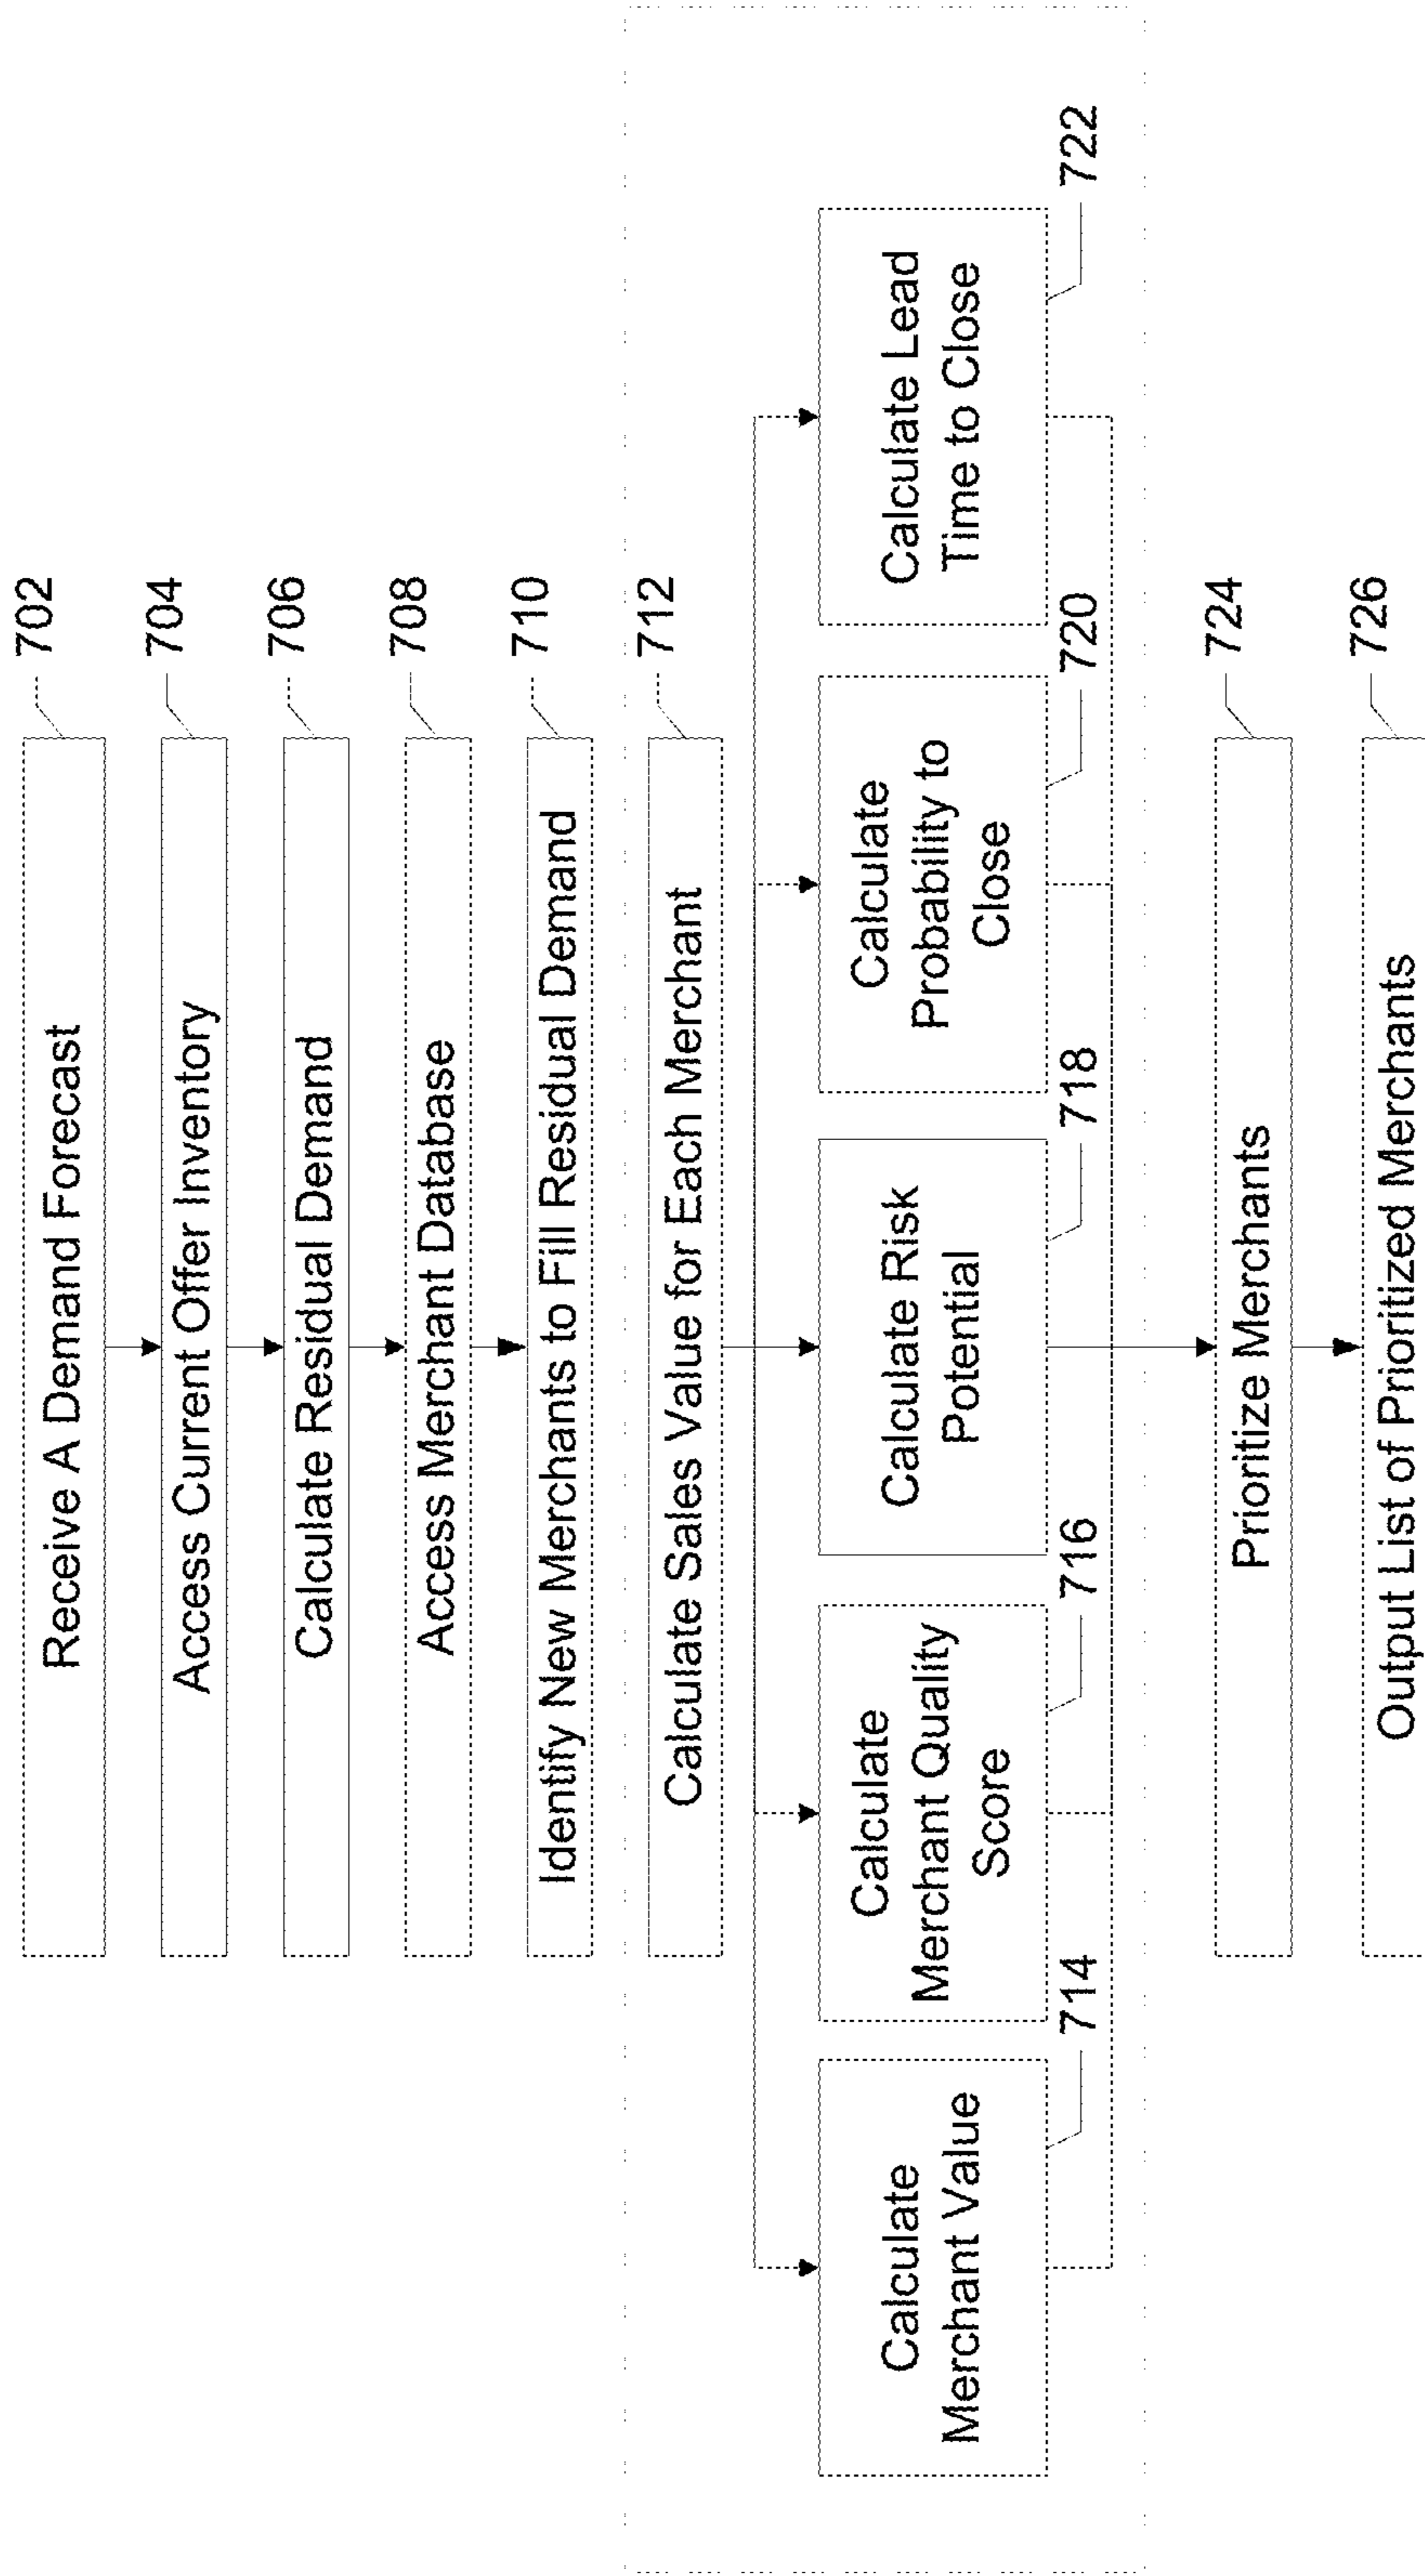 Receive A Demand Forecast
702
Access Current Offer Inventory
704
Calculate Residual Demand
706
Access Merchant Database
708
Identify New Merchants to Fill Residual Demand
710
Calculate Sales Value for Each Merchant
712
Calculate
Merchant Value
714
Calculate
Merchant Quality
Score
716
Calculate Risk
Potential
718
Calculate
Probability to
Close
720
Calculate Lead
Time to Close
722
Prioritize Merchants
724
Output List of Prioritized Merchants
726